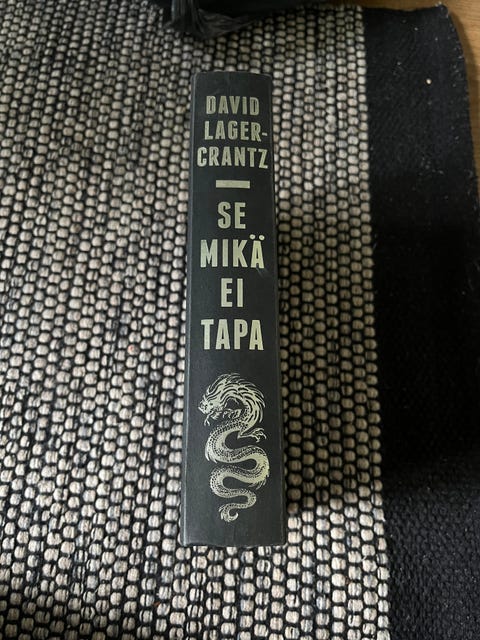 DAVID
LAGER-
CRANTZ
SE
MIKÄ
EI
TAPA